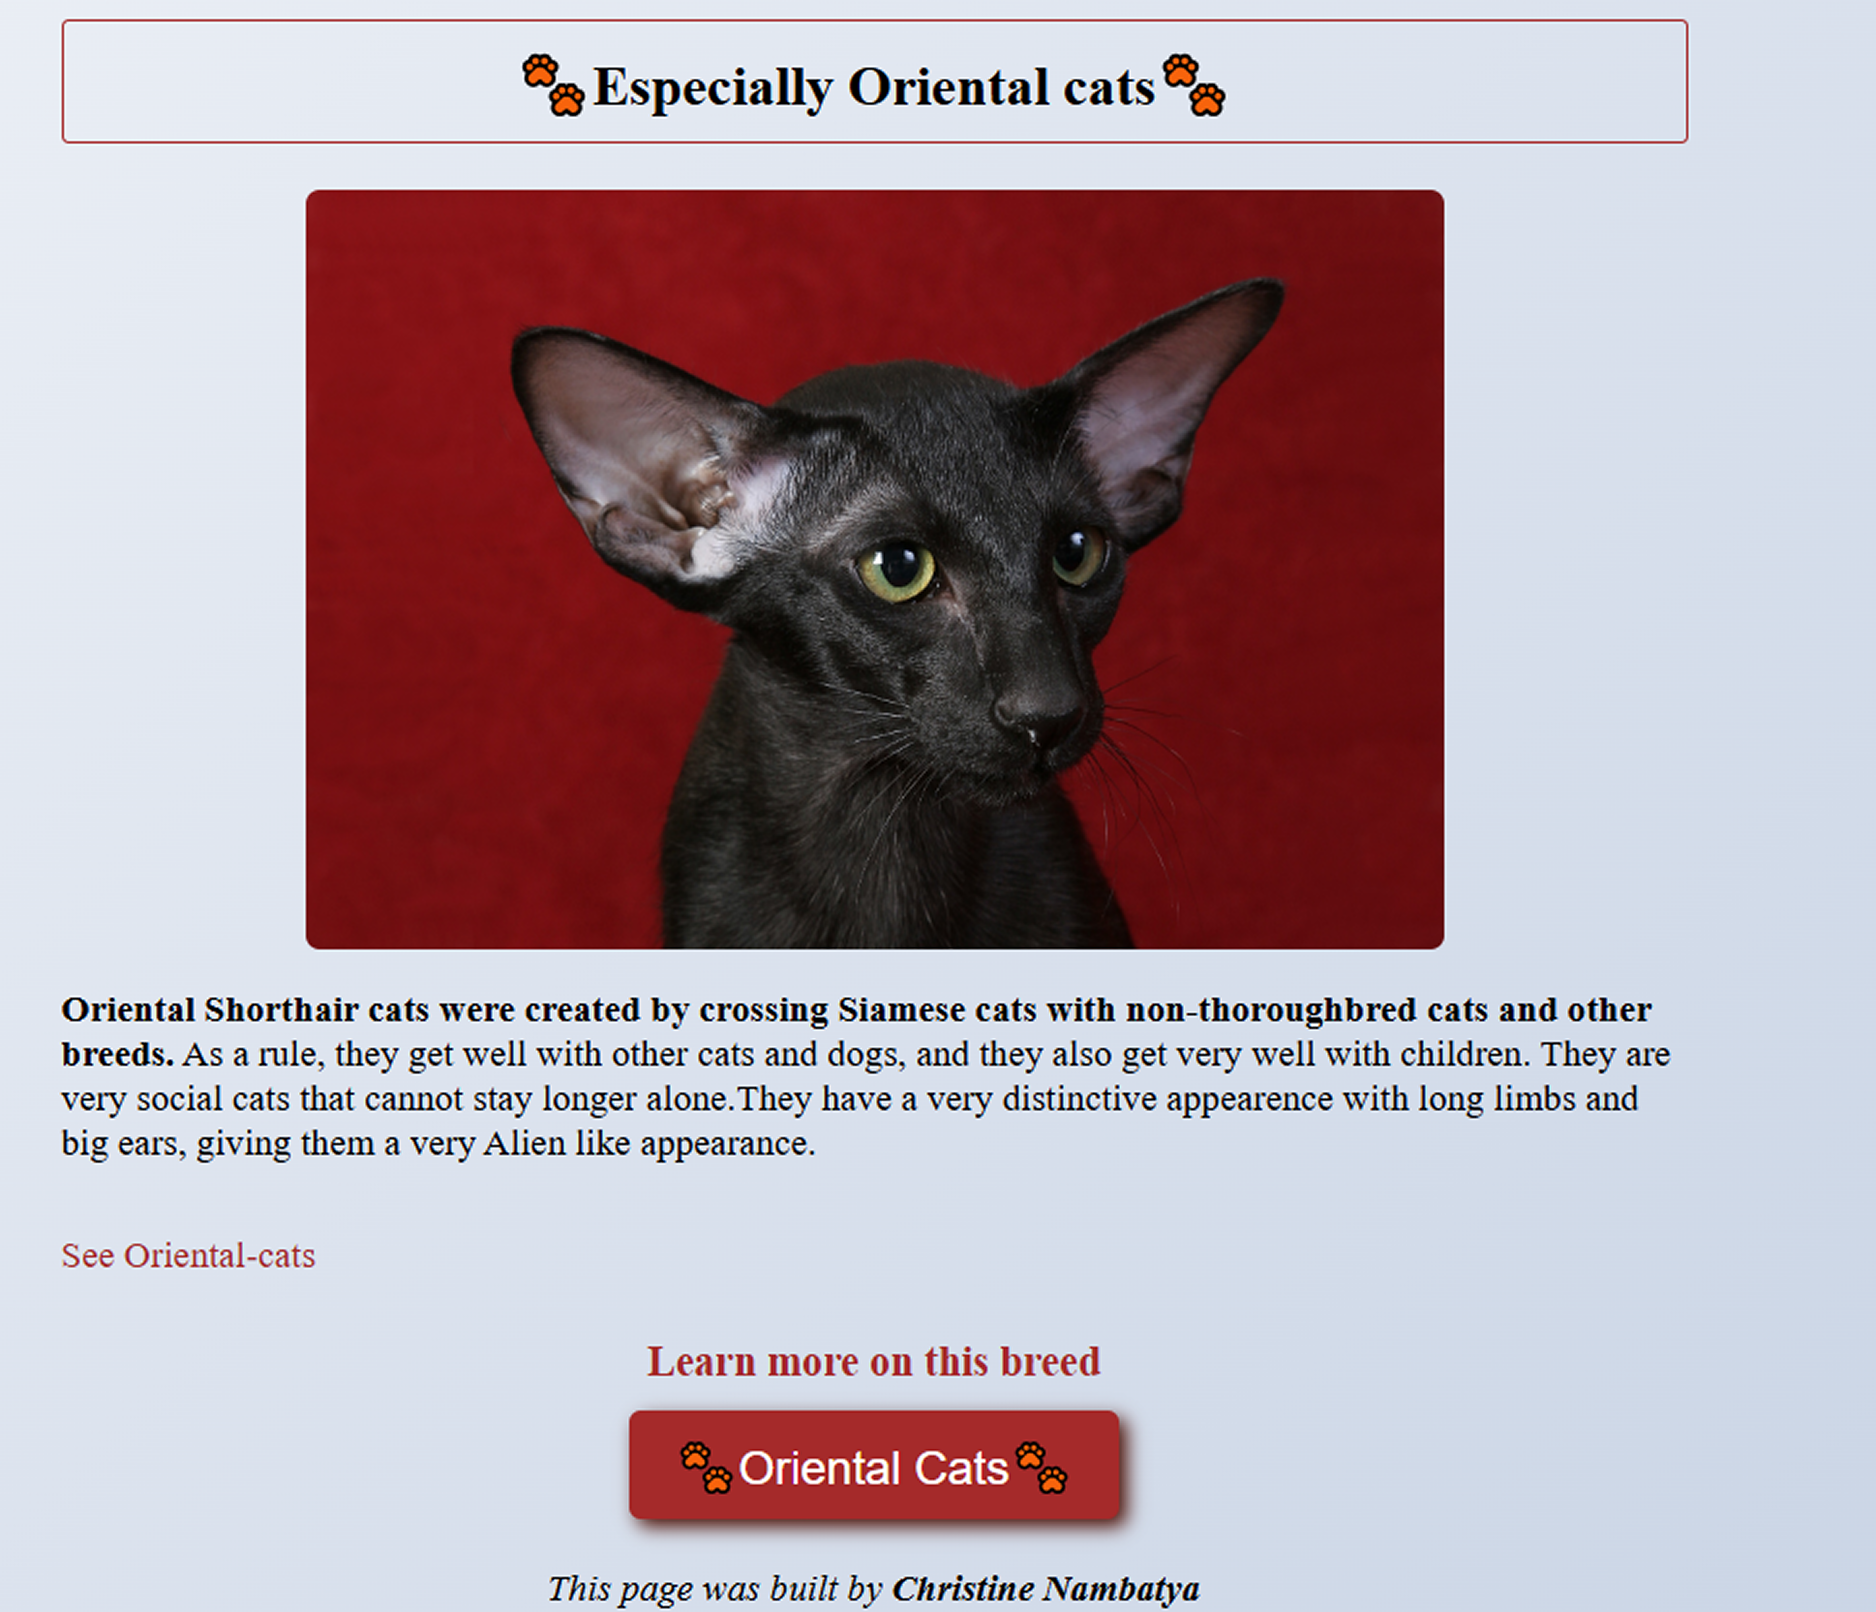 🐾Especially Oriental cats🐾
Oriental Shorthair cats were created by crossing Siamese cats with non-thoroughbred cats and other
breeds. As a rule, they get well with other cats and dogs, and they also get very well with children. They are
very social cats that cannot stay longer alone.They have a very distinctive appearence with long limbs and
big ears, giving them a very Alien like appearance.
See Oriental-cats
Learn more on this breed
🐾Oriental Cats🐾
This page was built by Christine Nambatya